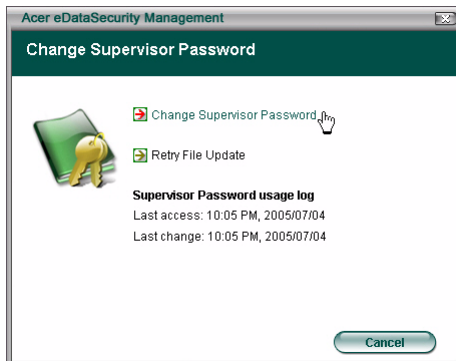 Acer eDataSecurity Management
Change Supervisor Password
Change Supervisor Password
Retry File Update
Supervisor Password usage log
Last access: 10:05 PM, 2005/07/04
Last change: 10:05 PM, 2005/07/04
Cancel